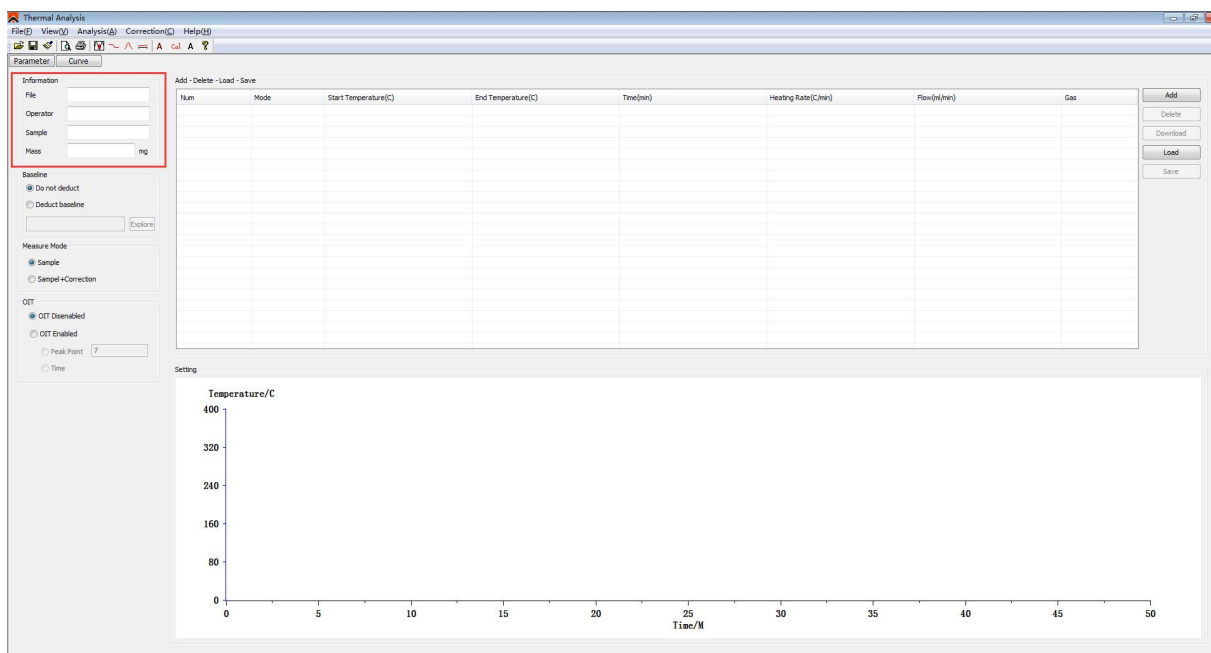 Thermal Analysis
File(F) View(V) Analysis(A) Correction(C) Help(H)
A Cal A ?
Parameter Curve
Information
File
Operator
Sample
Mass mg
Baseline
Do not deduct
Deduct baseline
Explore
Measure Mode
Sample
Sampel+Correction
OIT
OIT Disenabled
OIT Enabled
Peak Point 7
Time
Add - Delete - Load - Save
Num Mode Start Temperature(C) End Temperature(C) Time(min) Heating Rate(C/min) Flow(ml/min) Gas
Add
Delete
Download
Load
Save
Setting
Temperature/C
400
320
240
160
80
0
0 5 10 15 20 25 30 35 40 45 50
Time/M